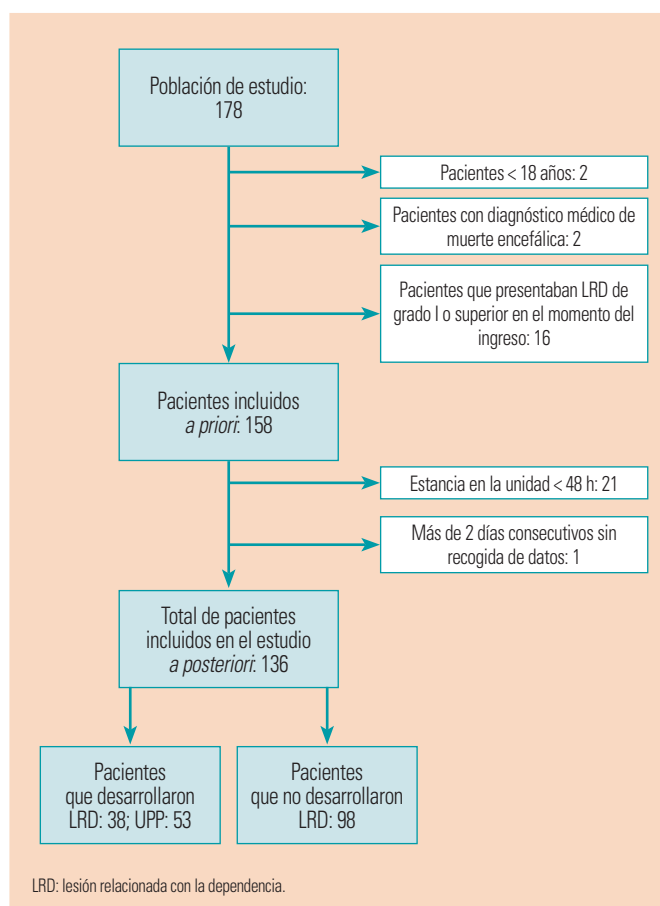 Población de estudio:
178
Pacientes < 18 años: 2
Pacientes con diagnóstico médico de
muerte encefálica: 2
Pacientes que presentaban LRD de
grado I o superior en el momento del
ingreso: 16
Pacientes incluidos
a priori: 158
Estancia en la unidad < 48 h: 21
Más de 2 días consecutivos sin
recogida de datos: 1
Total de pacientes
incluidos en el estudio
a posteriori: 136
Pacientes
que desarrollaron
LRD: 38; UPP: 53
Pacientes
que no desarrollaron
LRD: 98
LRD: lesión relacionada con la dependencia.